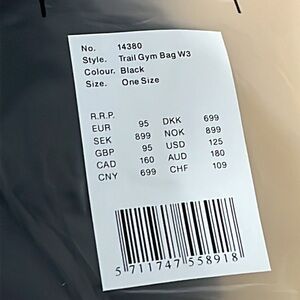 No. 14380
Style. Trail Gym Bag W3
Colour. Black
Size. One Size
R.R.P.
EUR 95 DKK 699
SEK 899 NOK 899
GBP 95 USD 125
CAD 160 AUD 180
CNY 699 CHF 109
5 711747 558918